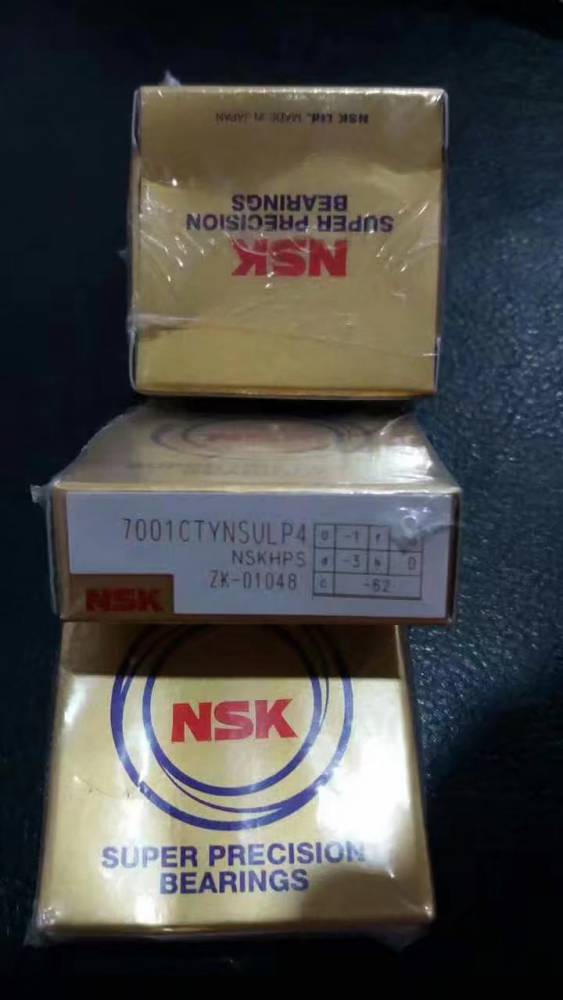 NSK Ltd. MADE IN JAPAN
SUPER PRECISION
BEARINGS
NSK
NSK
7001CTYNSULP4
NSKHPS
ZK-01048
D -1 r
d -3 b 0
C -62
NSK
NSK
SUPER PRECISION
BEARINGS